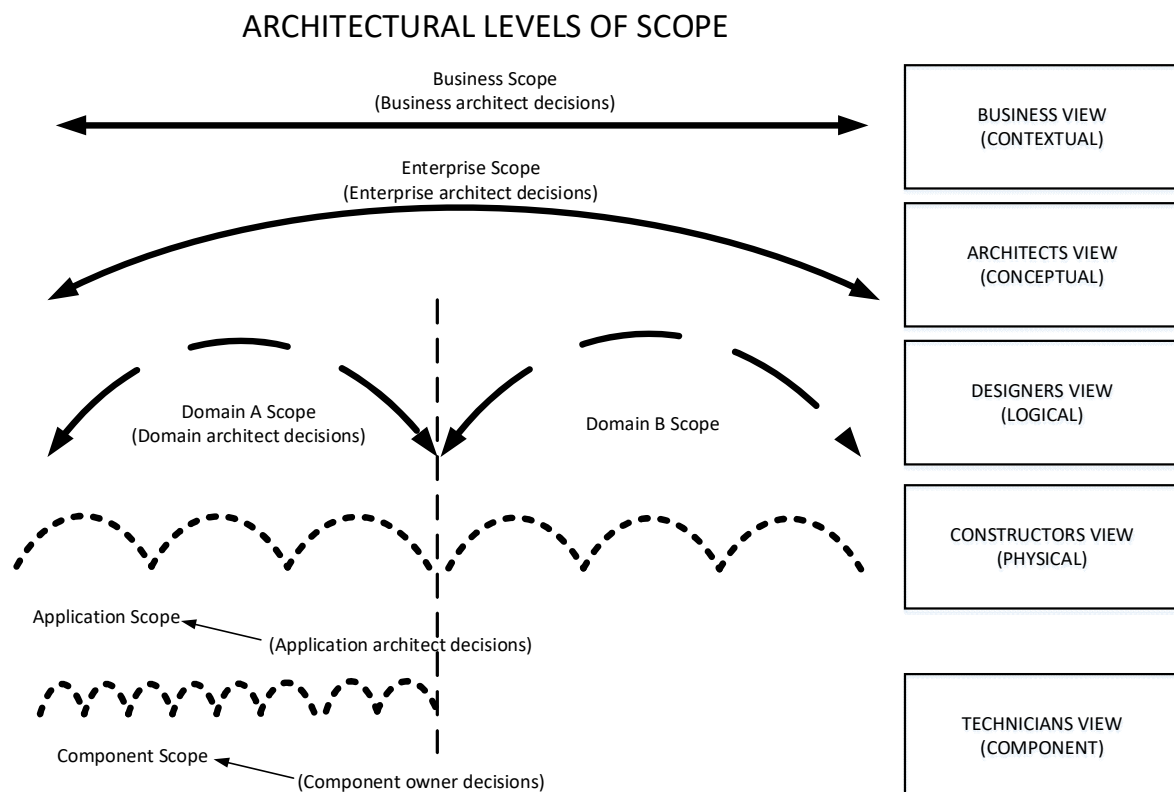 ARCHITECTURAL LEVELS OF SCOPE
Business Scope
(Business architect decisions)
BUSINESS VIEW
(CONTEXTUAL)
Enterprise Scope
(Enterprise architect decisions)
ARCHITECTS VIEW
(CONCEPTUAL)
Domain A Scope
(Domain architect decisions)
Domain B Scope
DESIGNERS VIEW
(LOGICAL)
CONSTRUCTORS VIEW
(PHYSICAL)
Application Scope
(Application architect decisions)
Component Scope
(Component owner decisions)
TECHNICIANS VIEW
(COMPONENT)